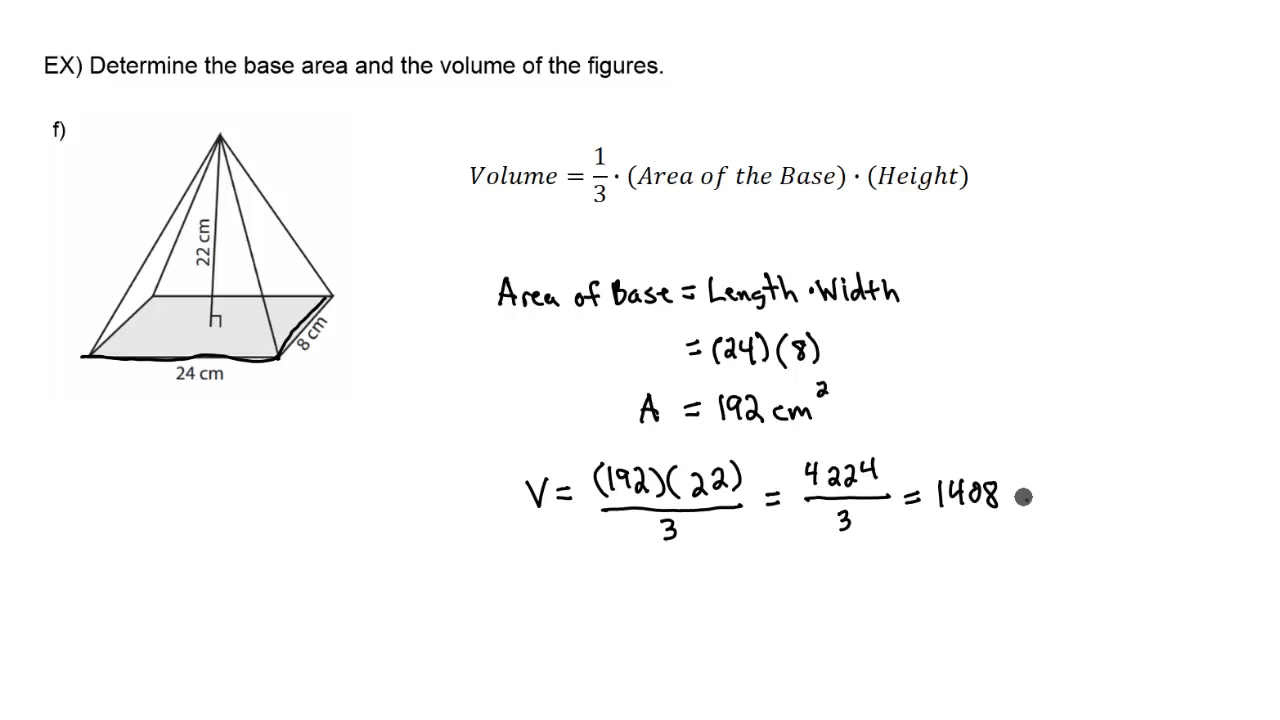 EX) Determine the base area and the volume of the figures.
f)
22 cm
8 cm
24 cm
Volume = 1/3 · (Area of the Base) · (Height)
Area of Base = Length · Width
= (24)(8)
A = 192 cm²
V = (192)(22)/3 = 4224/3 = 1408